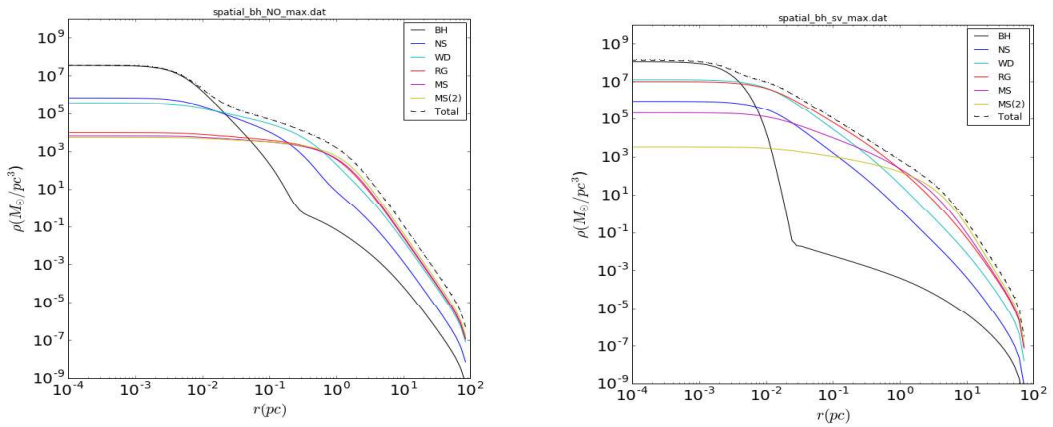 spatial_bh_NO_max.dat
10^9
10^7
10^5
10^3
10^1
10^-1
10^-3
10^-5
10^-7
10^-9
ρ(M⊙/pc^3)
BH
NS
WD
RG
MS
MS(2)
Total
10^-4 10^-3 10^-2 10^-1 10^0 10^1 10^2
r(pc)
spatial_bh_sv_max.dat
10^9
10^7
10^5
10^3
10^1
10^-1
10^-3
10^-5
10^-7
10^-9
ρ(M⊙/pc^3)
BH
NS
WD
RG
MS
MS(2)
Total
10^-4 10^-3 10^-2 10^-1 10^0 10^1 10^2
r(pc)